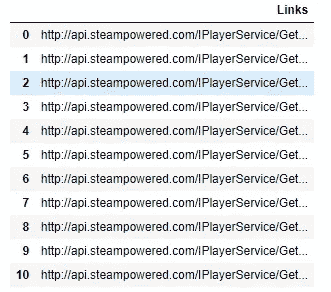 Links
0 http://api.steampowered.com/IPlayerService/Get...
1 http://api.steampowered.com/IPlayerService/Get...
2 http://api.steampowered.com/IPlayerService/Get...
3 http://api.steampowered.com/IPlayerService/Get...
4 http://api.steampowered.com/IPlayerService/Get...
5 http://api.steampowered.com/IPlayerService/Get...
6 http://api.steampowered.com/IPlayerService/Get...
7 http://api.steampowered.com/IPlayerService/Get...
8 http://api.steampowered.com/IPlayerService/Get...
9 http://api.steampowered.com/IPlayerService/Get...
10 http://api.steampowered.com/IPlayerService/Get...